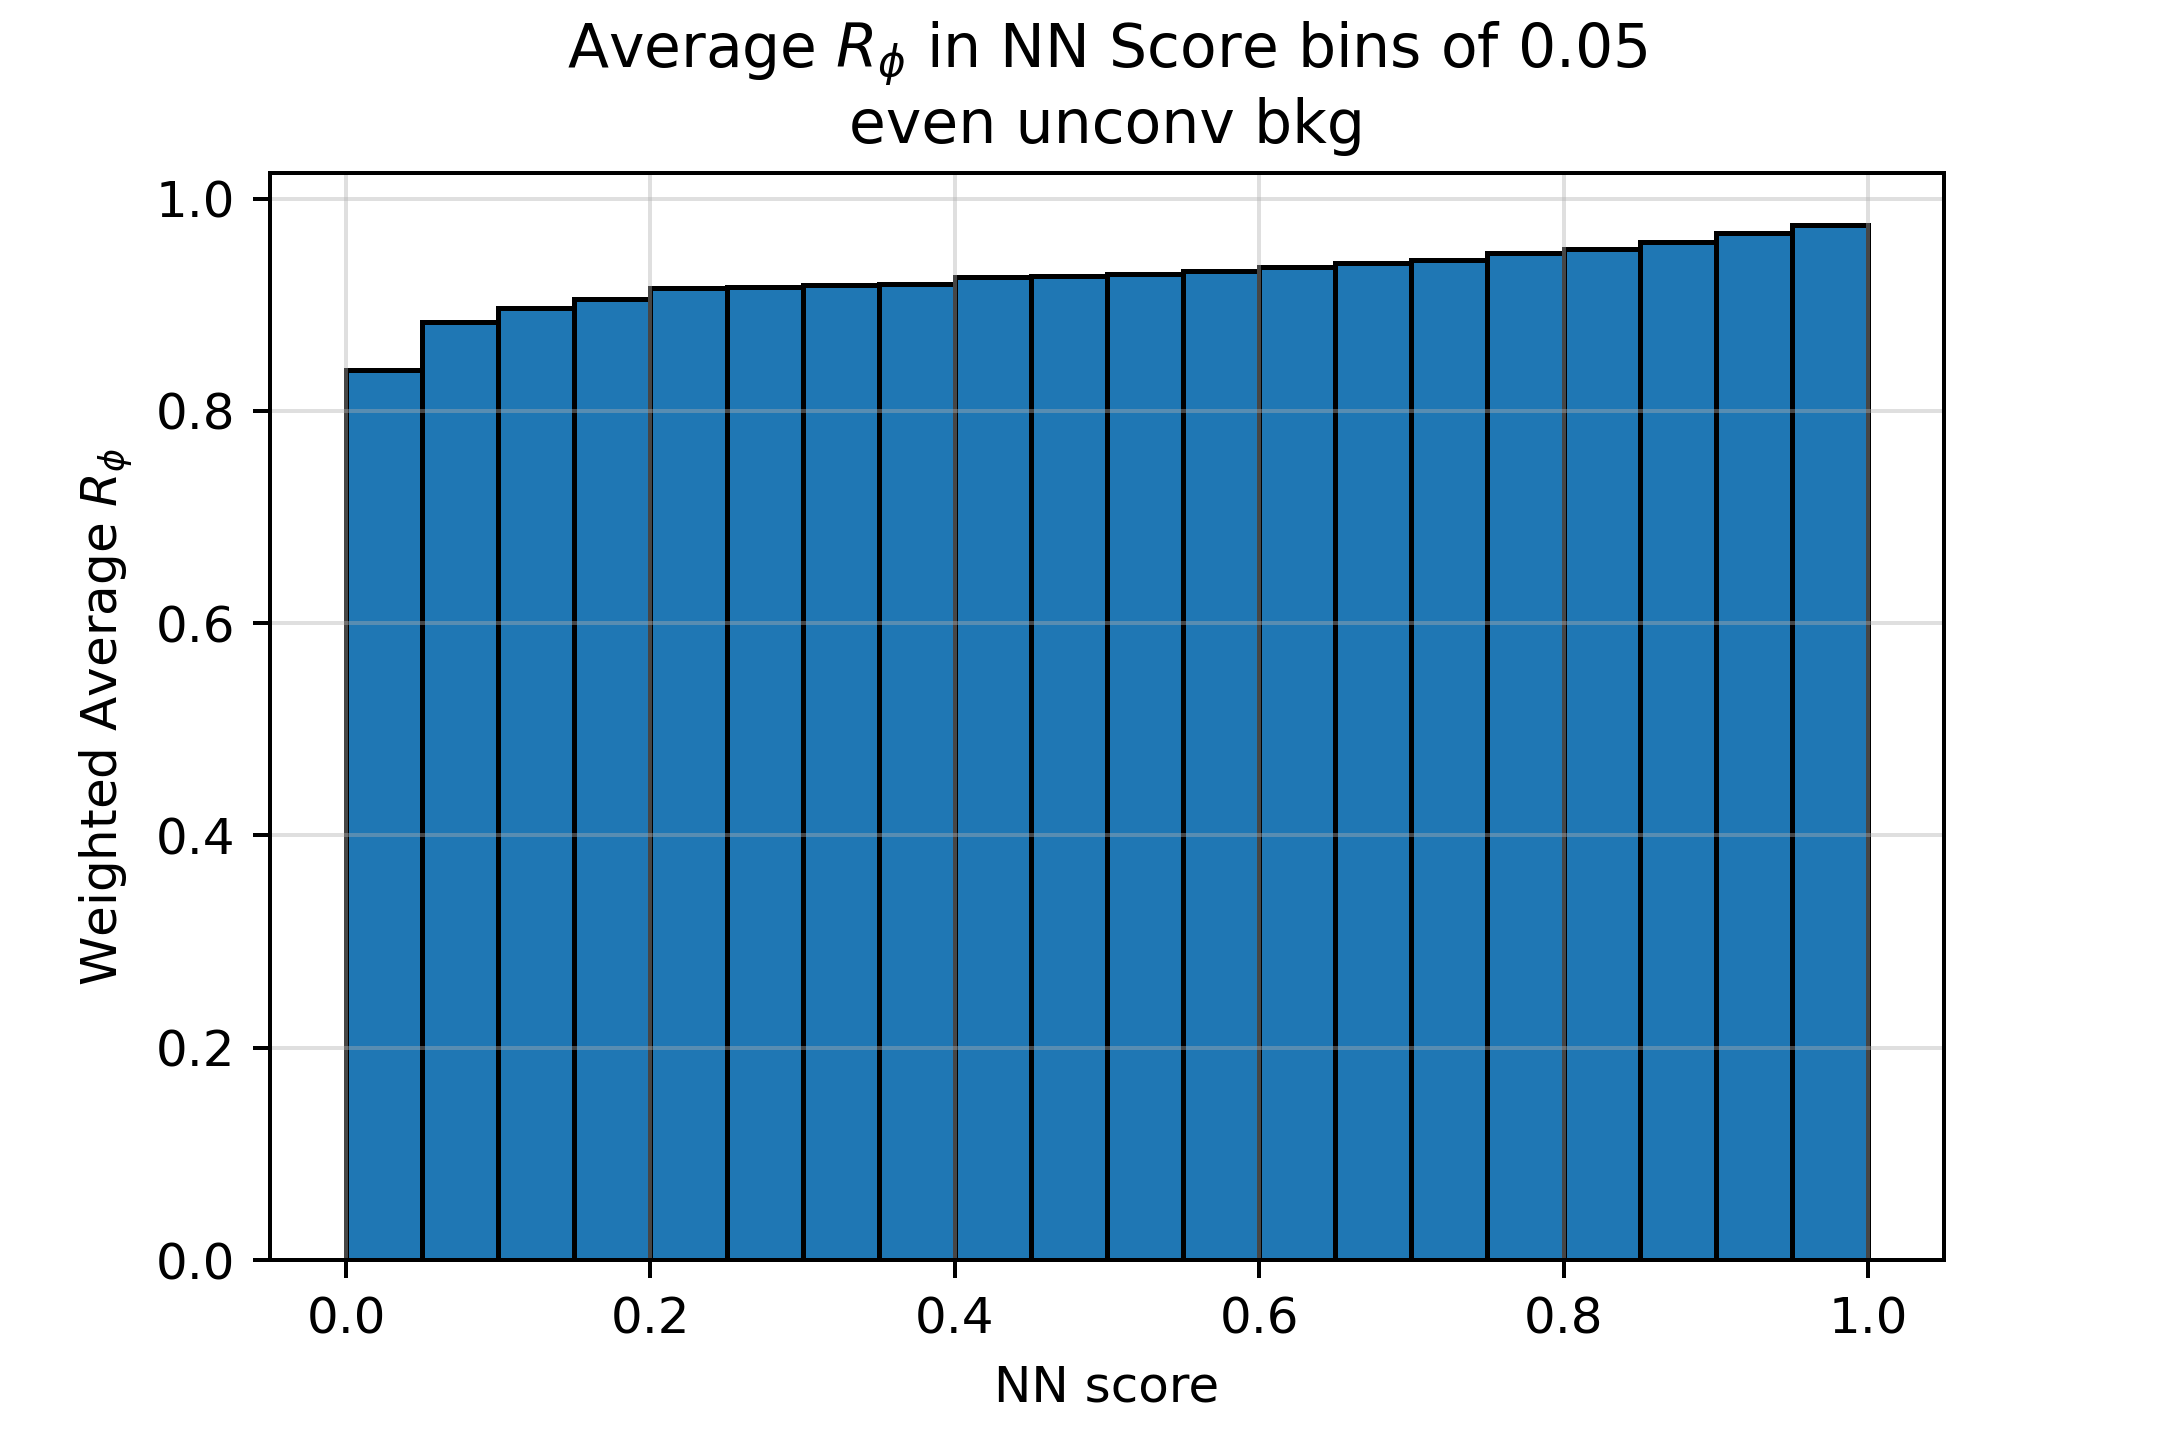 Average R_ϕ in NN Score bins of 0.05
even unconv bkg
Weighted Average R_ϕ
1.0
0.8
0.6
0.4
0.2
0.0
0.0 0.2 0.4 0.6 0.8 1.0
NN score